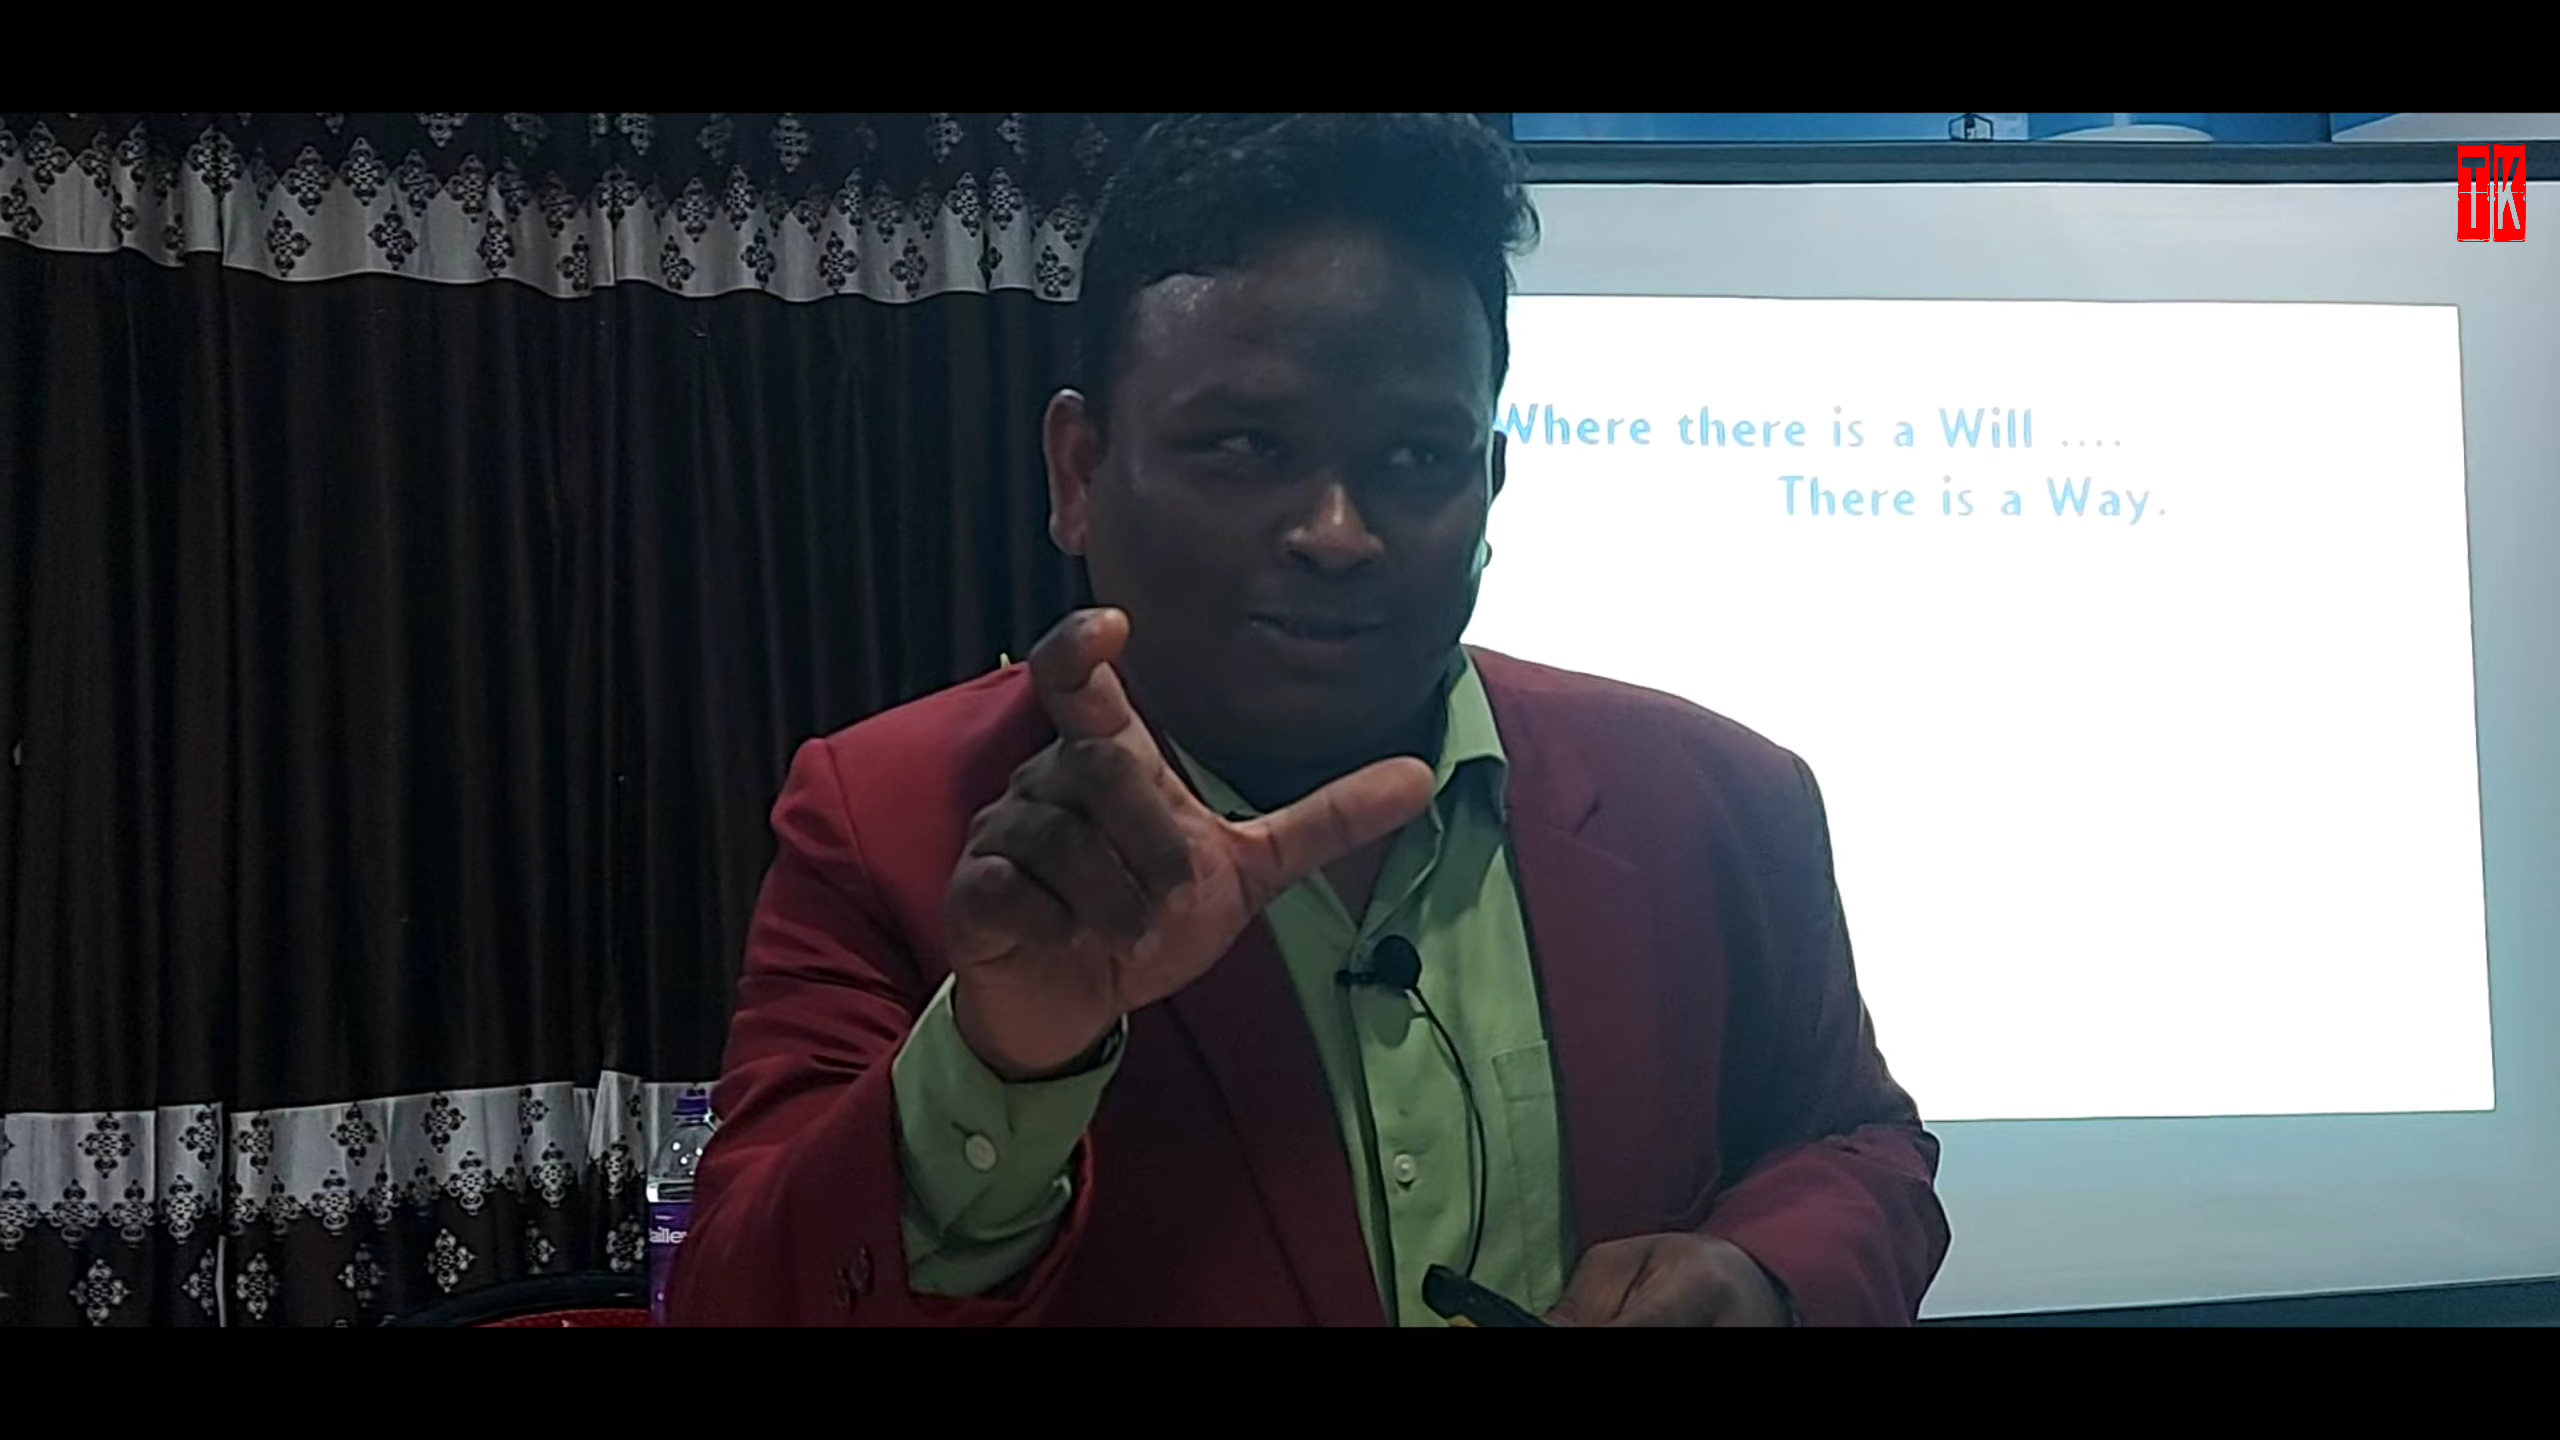 TK
Where there is a Will ....
There is a Way.